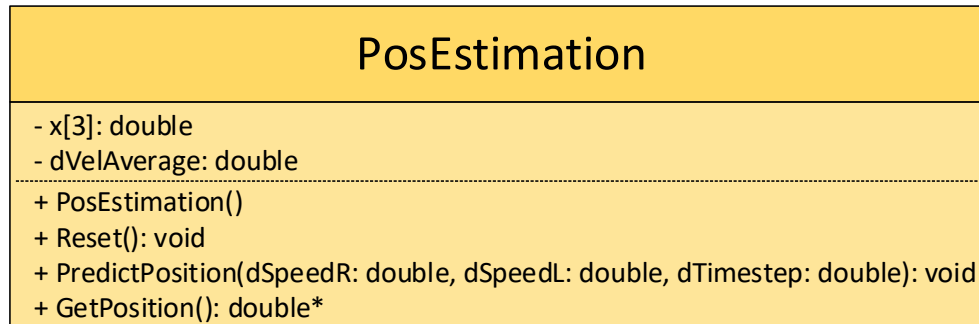 PosEstimation
- x[3]: double
- dVelAverage: double
+ PosEstimation()
+ Reset(): void
+ PredictPosition(dSpeedR: double, dSpeedL: double, dTimestep: double): void
+ GetPosition(): double*